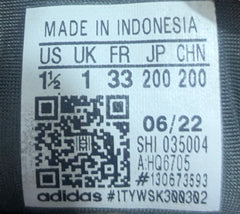 MADE IN INDONESIA
US UK FR JP CHN
1½ 1 33 200 200
06/22
SHI 035004
A:HQ6705
#130673593
adidas #1TYWSK300302